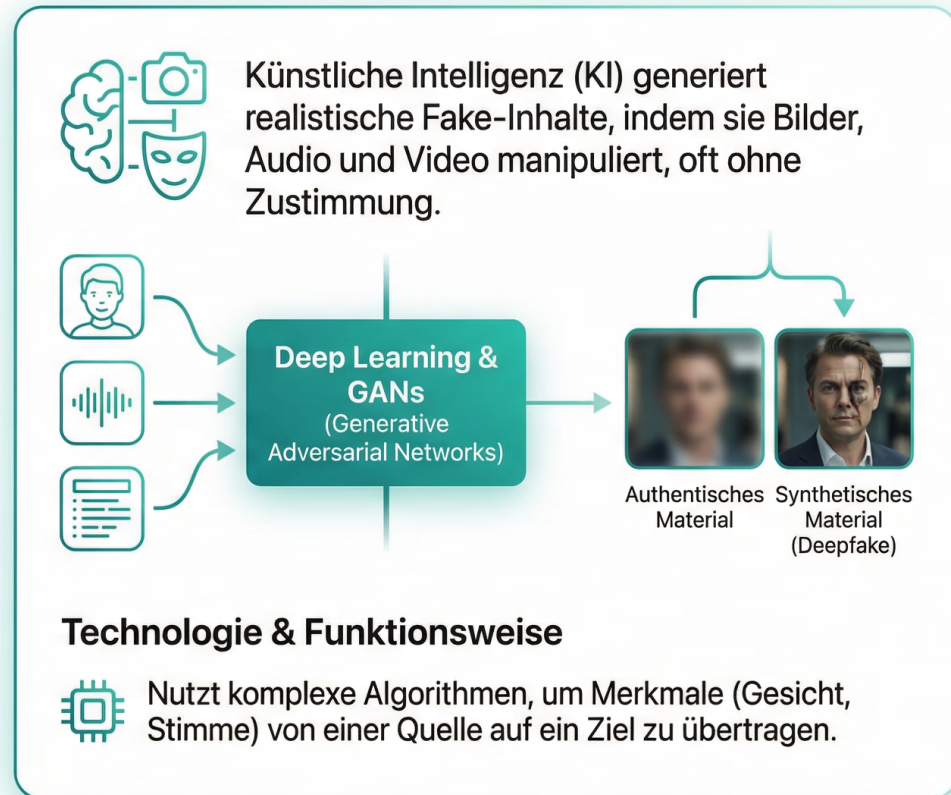 Künstliche Intelligenz (KI) generiert
realistische Fake-Inhalte, indem sie Bilder,
Audio und Video manipuliert, oft ohne
Zustimmung.
Deep Learning &
GANs
(Generative
Adversarial Networks)
Authentisches
Material
Synthetisches
Material
(Deepfake)
Technologie & Funktionsweise
Nutzt komplexe Algorithmen, um Merkmale (Gesicht,
Stimme) von einer Quelle auf ein Ziel zu übertragen.